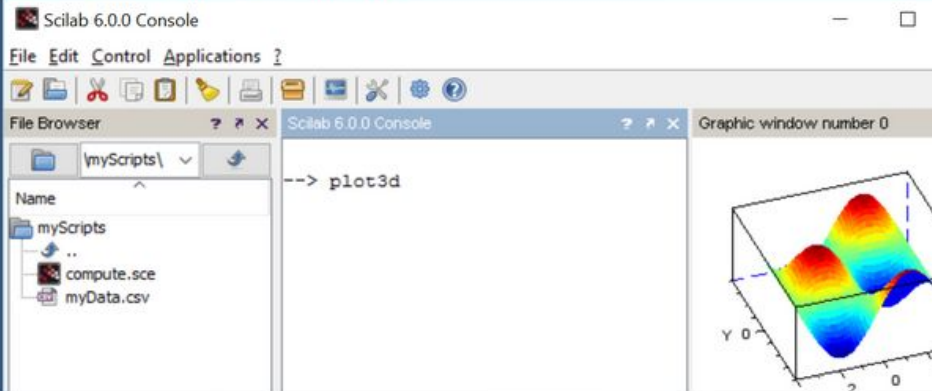 Scilab 6.0.0 Console
File Edit Control Applications ?
File Browser ? Scilab 6.0.0 Console ? Graphic window number 0
\myScripts\
Name
myScripts
..
compute.sce
myData.csv
--> plot3d
Y 0
2 0